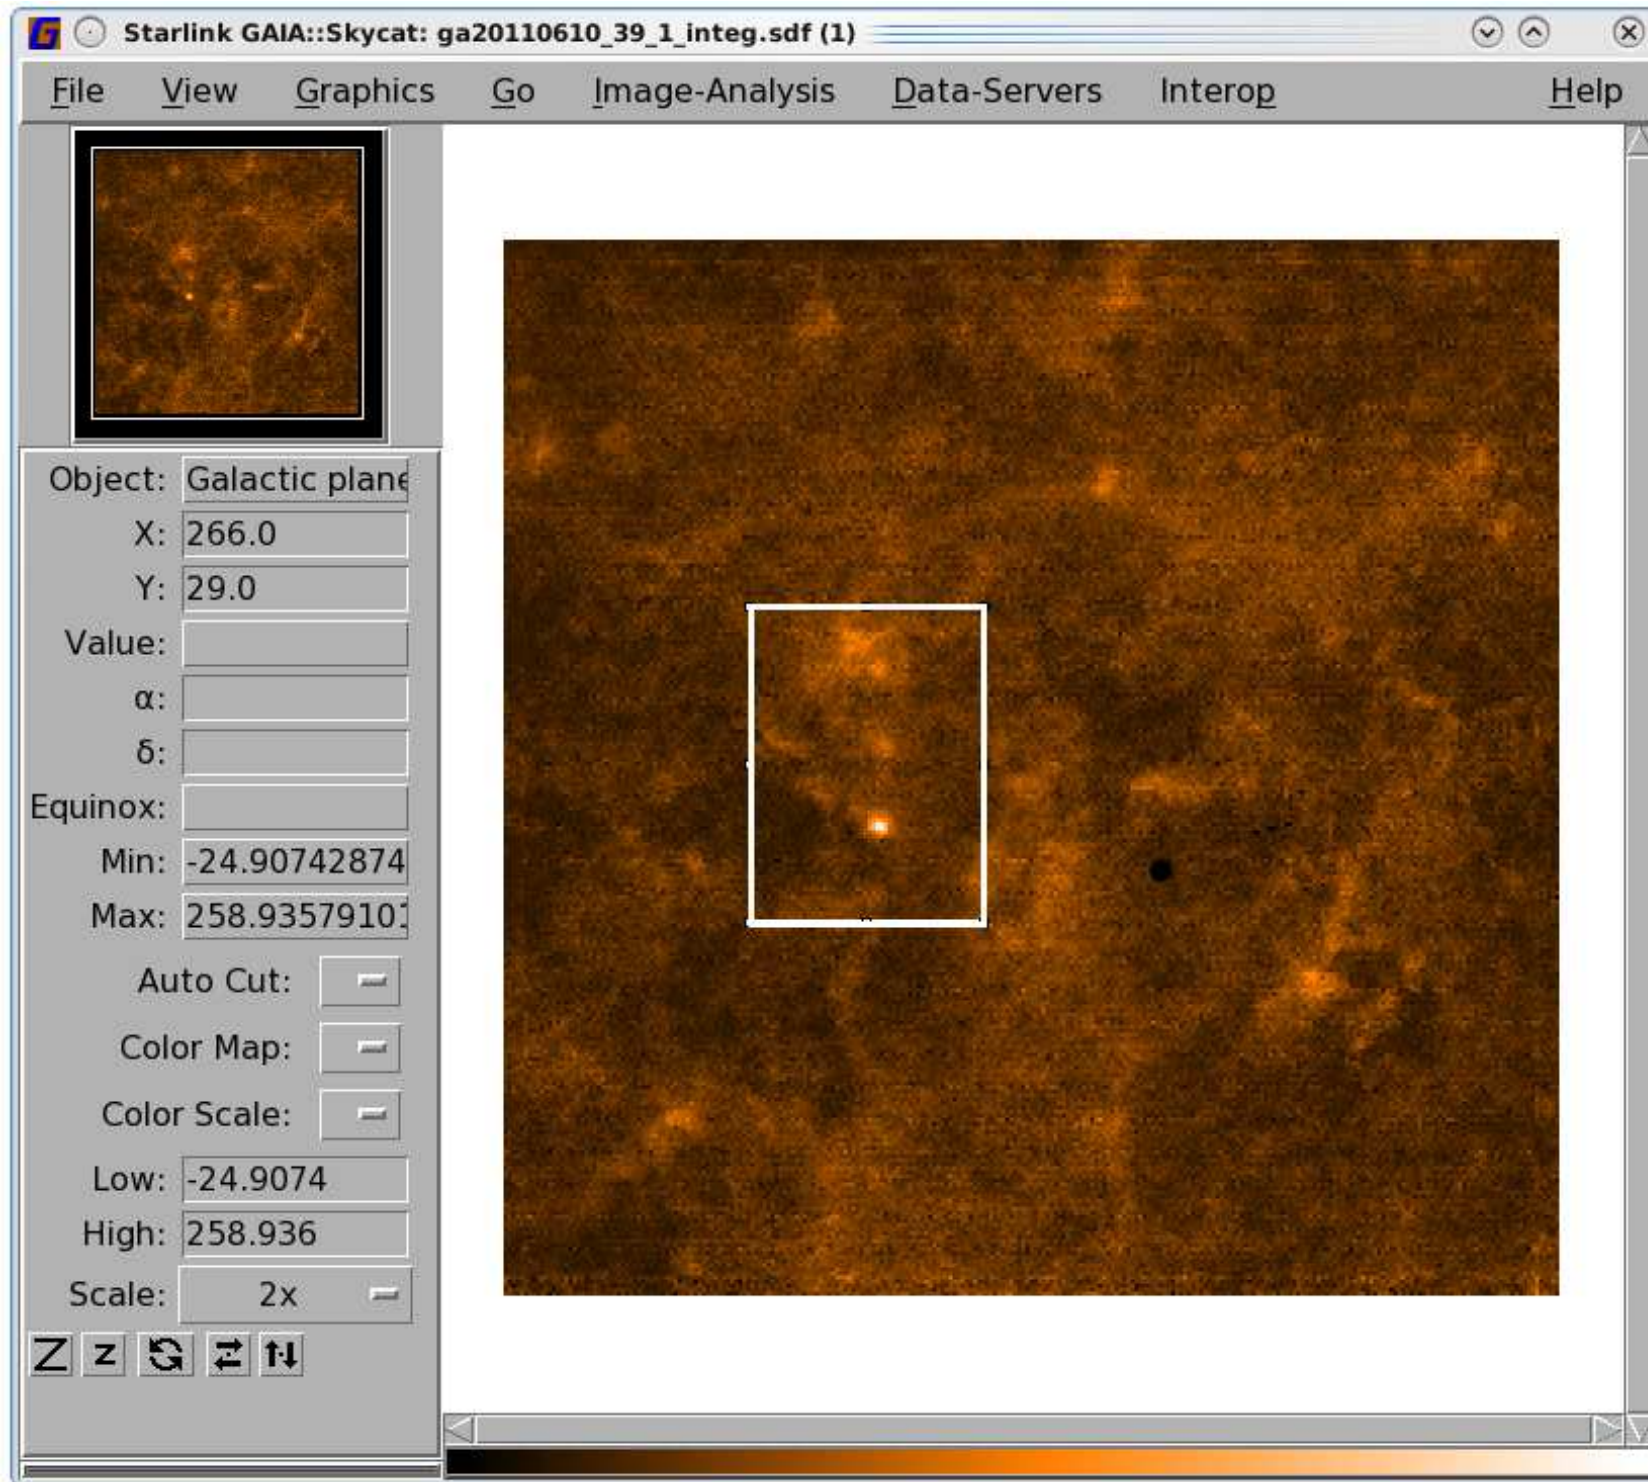 Starlink GAIA::Skycat: ga20110610_39_1_integ.sdf (1)
File View Graphics Go Image-Analysis Data-Servers Interop Help
Object: Galactic plane
X: 266.0
Y: 29.0
Value:
α:
δ:
Equinox:
Min: -24.90742874
Max: 258.93579101
Auto Cut:
Color Map:
Color Scale:
Low: -24.9074
High: 258.936
Scale: 2x
Z z